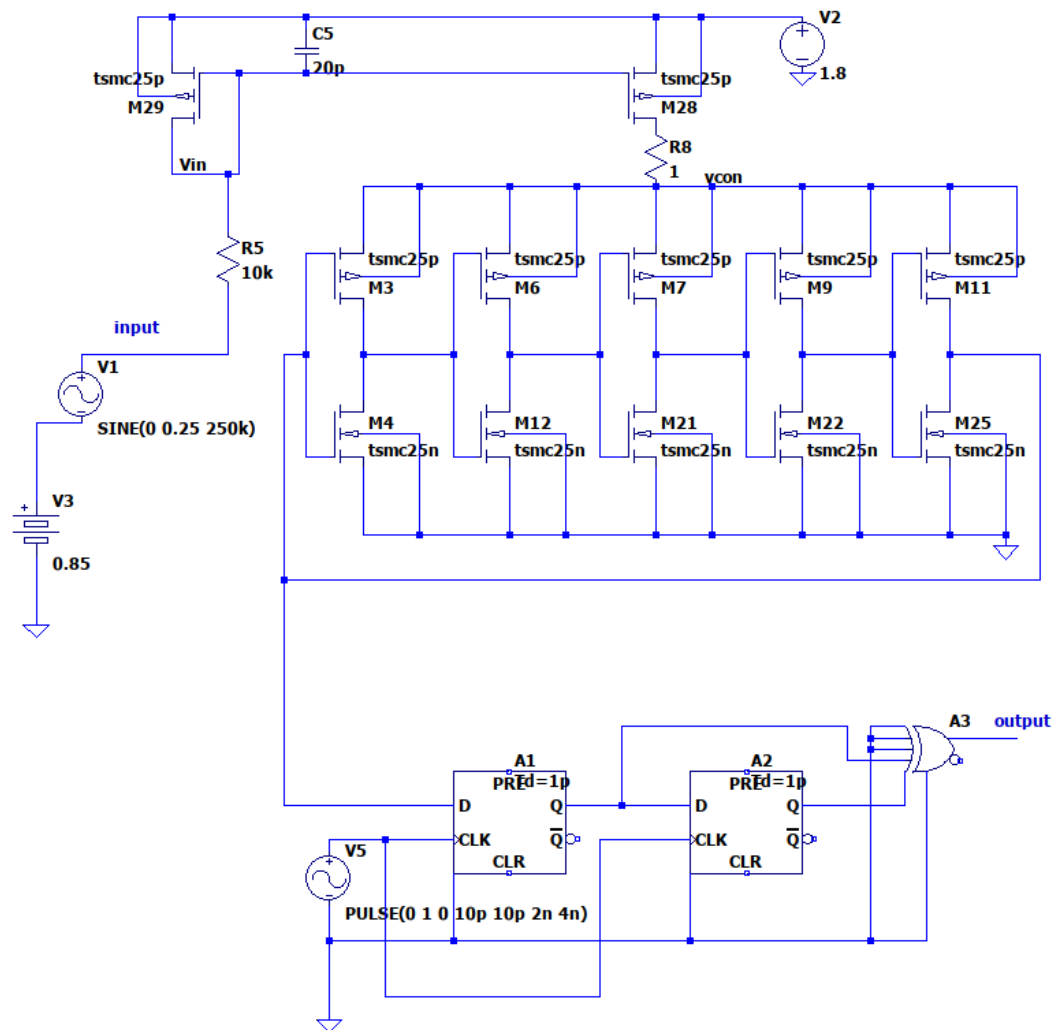 V2
1.8
C5
20p
tsmc25p
M29
tsmc25p
M28
Vin
R8
1
vcon
R5
10k
tsmc25p
M3
tsmc25p
M6
tsmc25p
M7
tsmc25p
M9
tsmc25p
M11
input
V1
SINE(0 0.25 250k)
M4
tsmc25n
M12
tsmc25n
M21
tsmc25n
M22
tsmc25n
M25
tsmc25n
V3
0.85
A3
output
A1
PRE Td=1p
D
Q
CLK
Q
CLR
A2
PRE Td=1p
D
Q
CLK
Q
CLR
V5
PULSE(0 1 0 10p 10p 2n 4n)